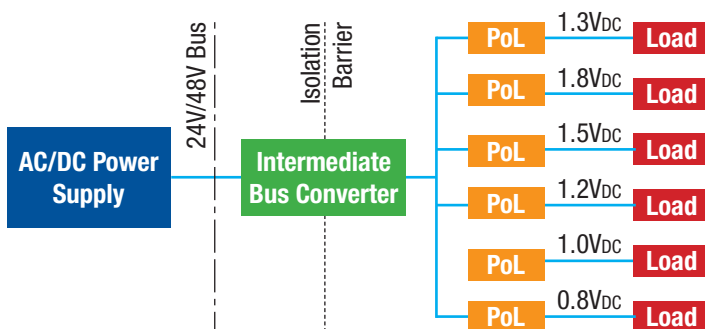 AC/DC Power
Supply
24V/48V Bus
Isolation
Barrier
Intermediate
Bus Converter
PoL
1.3VDC
Load
PoL
1.8VDC
Load
PoL
1.5VDC
Load
PoL
1.2VDC
Load
PoL
1.0VDC
Load
PoL
0.8VDC
Load